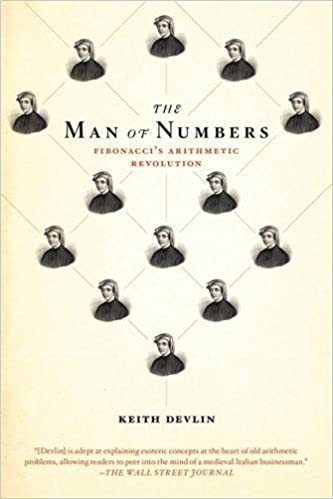 THE
MAN OF NUMBERS
FIBONACCI'S ARITHMETIC
REVOLUTION
KEITH DEVLIN
"[Devlin] is adept at explaining esoteric concepts at the heart of old arithmetic
problems, allowing readers to peer into the mind of a medieval Italian businessman."
—THE WALL STREET JOURNAL